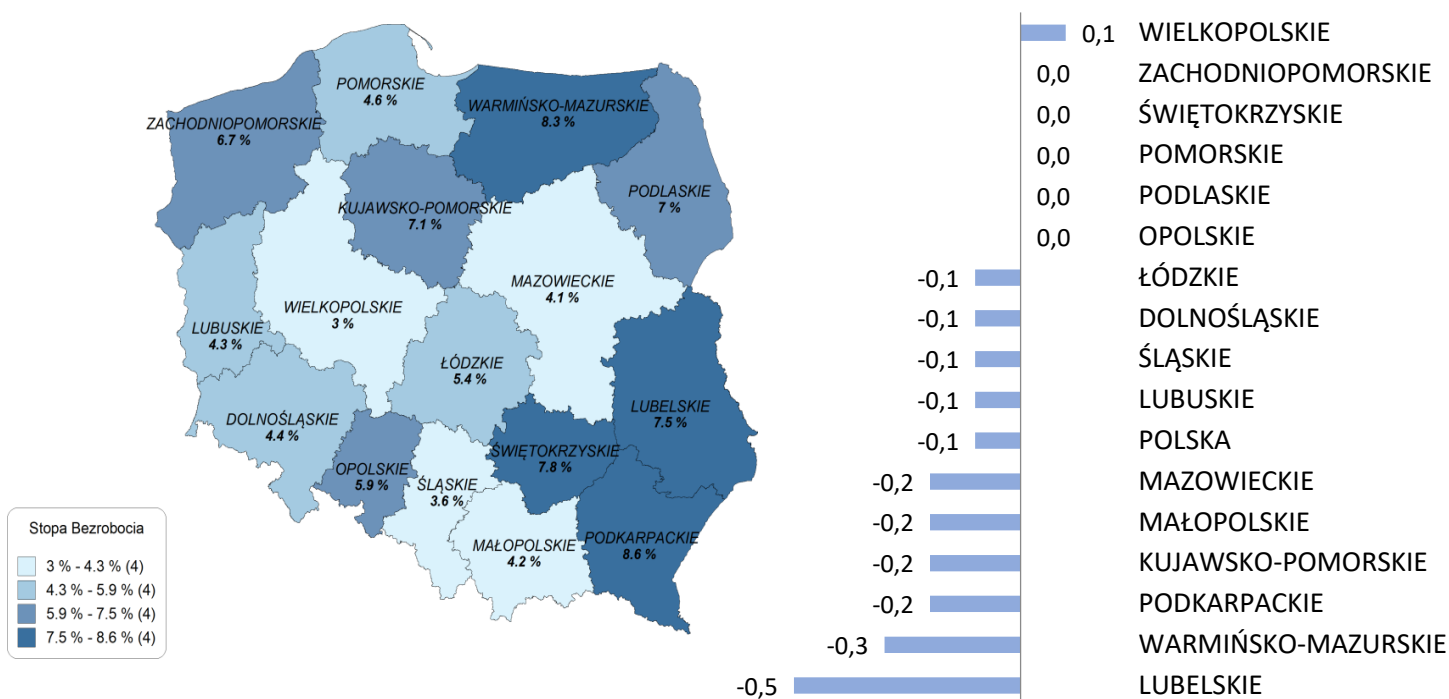 POMORSKIE
4.6 %
WARMIŃSKO-MAZURSKIE
8.3 %
ZACHODNIOPOMORSKIE
6.7 %
PODLASKIE
7 %
KUJAWSKO-POMORSKIE
7.1 %
MAZOWIECKIE
4.1 %
WIELKOPOLSKIE
3 %
LUBUSKIE
4.3 %
ŁÓDZKIE
5.4 %
LUBELSKIE
7.5 %
DOLNOŚLĄSKIE
4.4 %
ŚWIĘTOKRZYSKIE
7.8 %
OPOLSKIE
5.9 %
ŚLĄSKIE
3.6 %
MAŁOPOLSKIE
4.2 %
PODKARPACKIE
8.6 %
Stopa Bezrobocia
3 % - 4.3 % (4)
4.3 % - 5.9 % (4)
5.9 % - 7.5 % (4)
7.5 % - 8.6 % (4)
0,1 WIELKOPOLSKIE
0,0 ZACHODNIOPOMORSKIE
0,0 ŚWIĘTOKRZYSKIE
0,0 POMORSKIE
0,0 PODLASKIE
0,0 OPOLSKIE
-0,1 ŁÓDZKIE
-0,1 DOLNOŚLĄSKIE
-0,1 ŚLĄSKIE
-0,1 LUBUSKIE
-0,1 POLSKA
-0,2 MAZOWIECKIE
-0,2 MAŁOPOLSKIE
-0,2 KUJAWSKO-POMORSKIE
-0,2 PODKARPACKIE
-0,3 WARMIŃSKO-MAZURSKIE
-0,5 LUBELSKIE